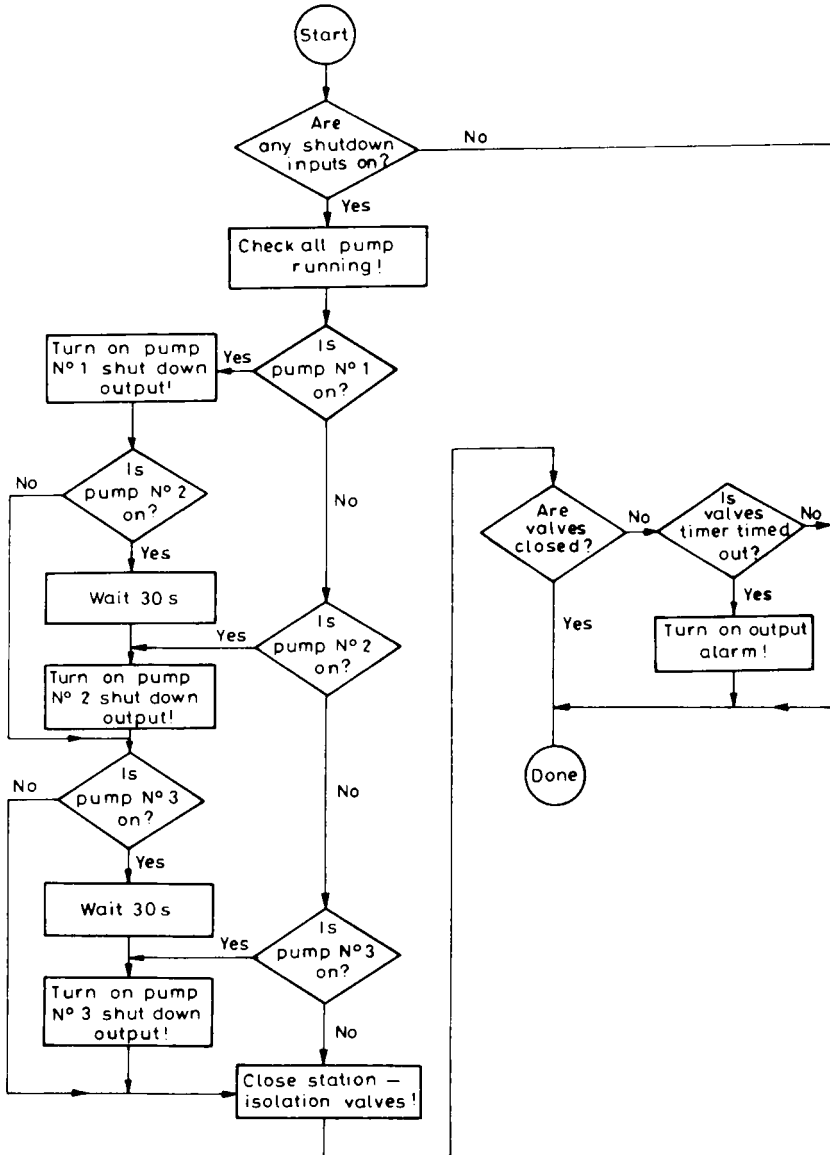 Start
Are
any shutdown
inputs on?
No
Yes
Check all pump
running!
Turn on pump
Nº 1 shut down
output!
Yes
Is
pump Nº 1
on?
No
Is
pump Nº 2
on?
Yes
Wait 30 s
Turn on pump
Nº 2 shut down
output!
No
Yes
Is
pump Nº 2
on?
No
Is
pump Nº 3
on?
Yes
Wait 30 s
Turn on pump
Nº 3 shut down
output!
No
Yes
Is
pump Nº 3
on?
No
Close station –
isolation valves!
Are
valves
closed?
No
Is
valves
timer timed
out?
No
Yes
Yes
Turn on output
alarm!
Done